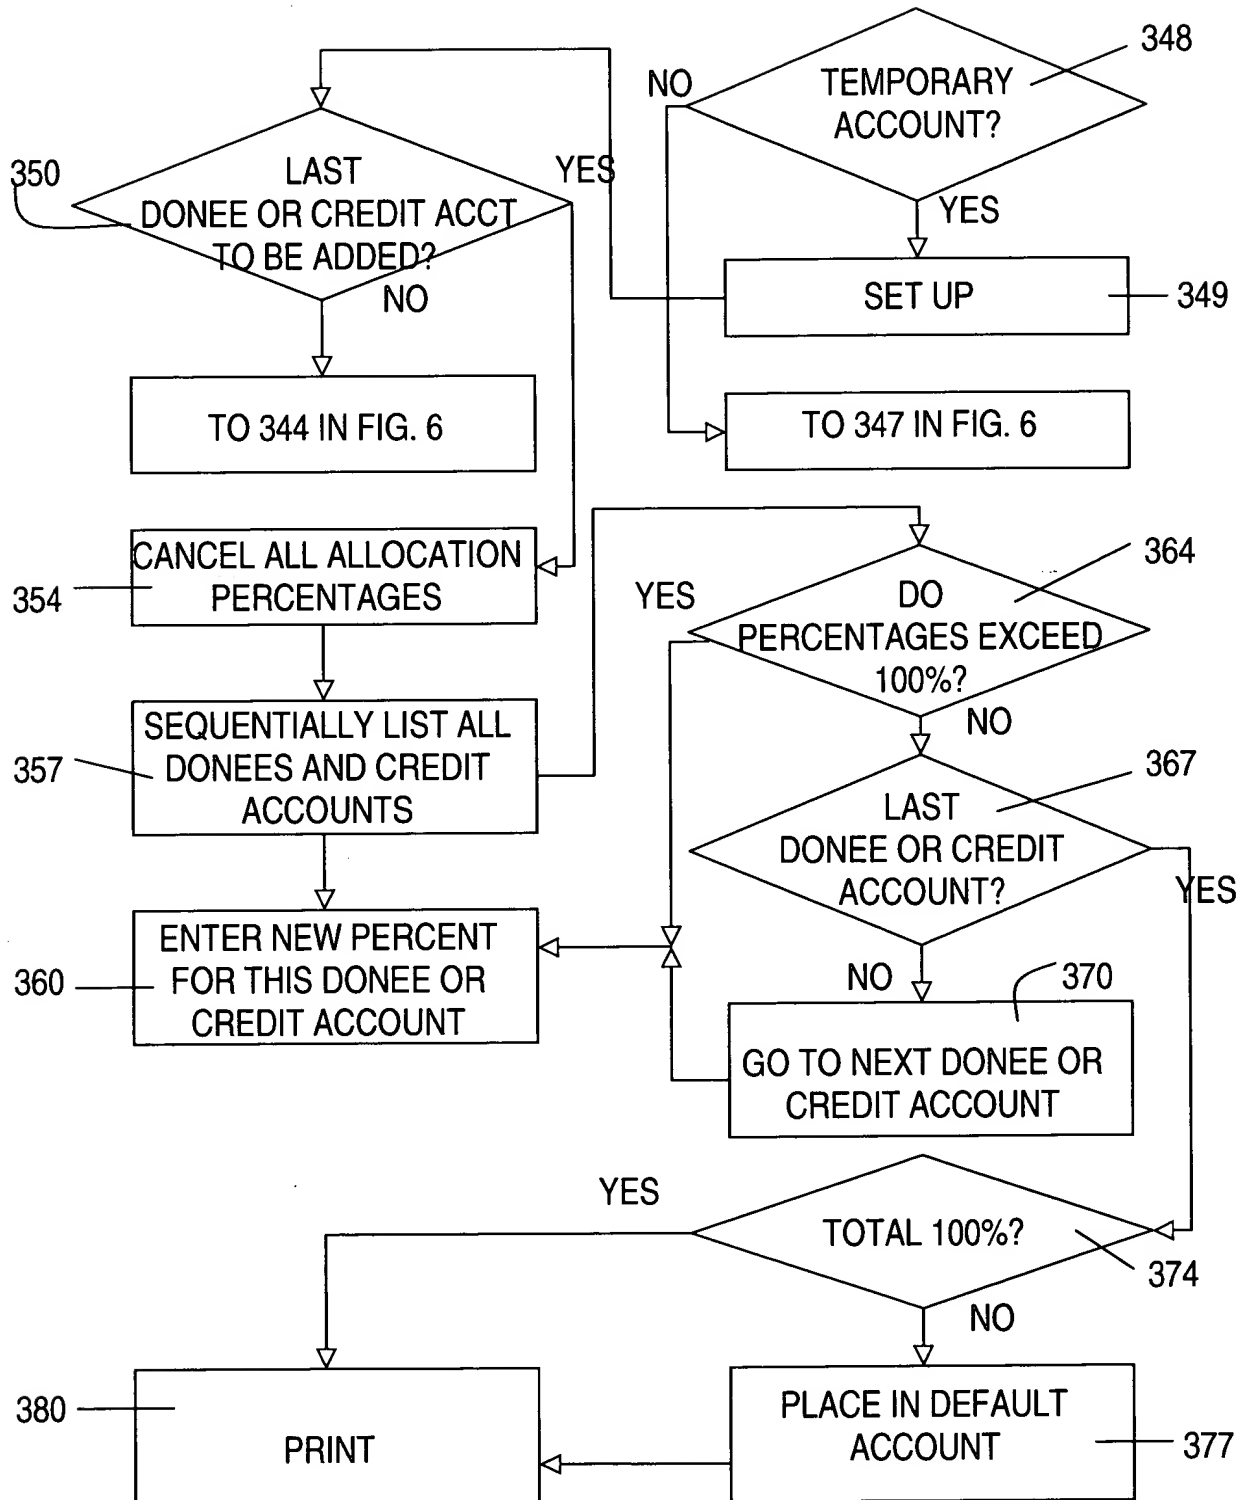 348
TEMPORARY
ACCOUNT?
NO
YES
350
LAST
DONEE OR CREDIT ACCT
TO BE ADDED?
YES
NO
SET UP
349
TO 344 IN FIG. 6
TO 347 IN FIG. 6
CANCEL ALL ALLOCATION
PERCENTAGES
354
364
YES
DO
PERCENTAGES EXCEED
100%?
NO
SEQUENTIALLY LIST ALL
DONEES AND CREDIT
ACCOUNTS
357
367
LAST
DONEE OR CREDIT
ACCOUNT?
YES
NO
ENTER NEW PERCENT
FOR THIS DONEE OR
CREDIT ACCOUNT
360
370
GO TO NEXT DONEE OR
CREDIT ACCOUNT
YES
TOTAL 100%?
374
NO
380
PRINT
PLACE IN DEFAULT
ACCOUNT
377